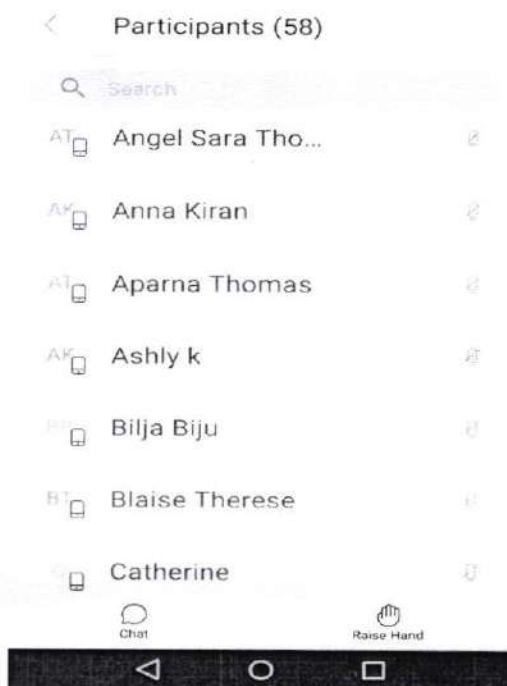 Participants (58)
Search
AT Angel Sara Tho...
AK Anna Kiran
AT Aparna Thomas
AK Ashly k
Bilja Biju
BT Blaise Therese
Catherine
Chat Raise Hand